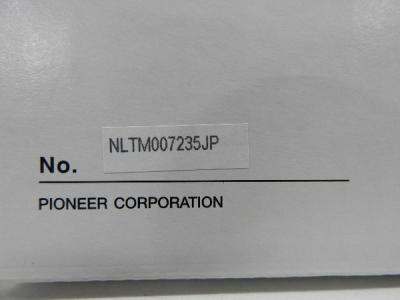 No. NLTM007235JP
PIONEER CORPORATION